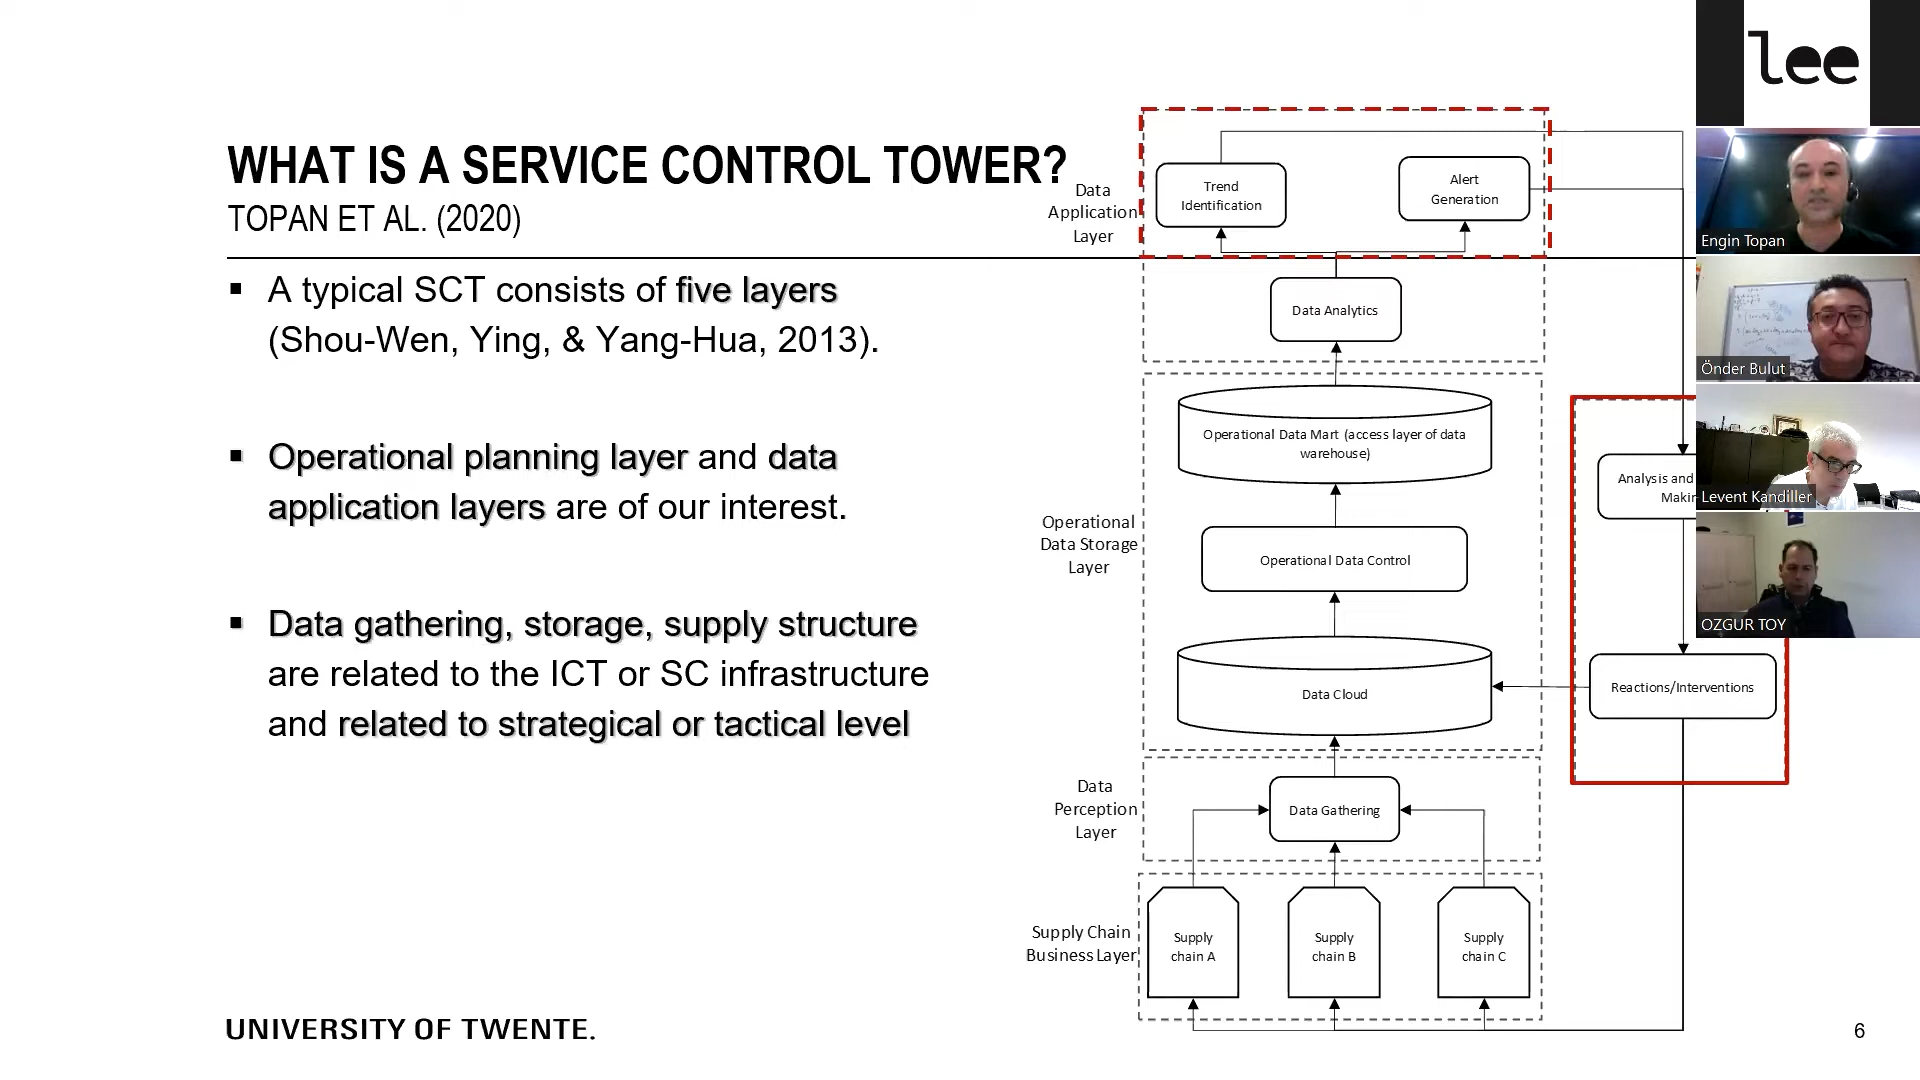 WHAT IS A SERVICE CONTROL TOWER?
TOPAN ET AL. (2020)
▪ A typical SCT consists of five layers
(Shou-Wen, Ying, & Yang-Hua, 2013).
▪ Operational planning layer and data
application layers are of our interest.
▪ Data gathering, storage, supply structure
are related to the ICT or SC infrastructure
and related to strategical or tactical level
UNIVERSITY OF TWENTE.
Data
Application
Layer
Trend
Identification
Alert
Generation
Data Analytics
Operational
Data Storage
Layer
Operational Data Mart (access layer of data
warehouse)
Operational Data Control
Data Cloud
Analysis and
Reactions/Interventions
Data
Perception
Layer
Data Gathering
Supply Chain
Business Layer
Supply
chain A
Supply
chain B
Supply
chain C
6
lee
Engin Topan
Önder Bulut
Levent Kandiller
OZGUR TOY